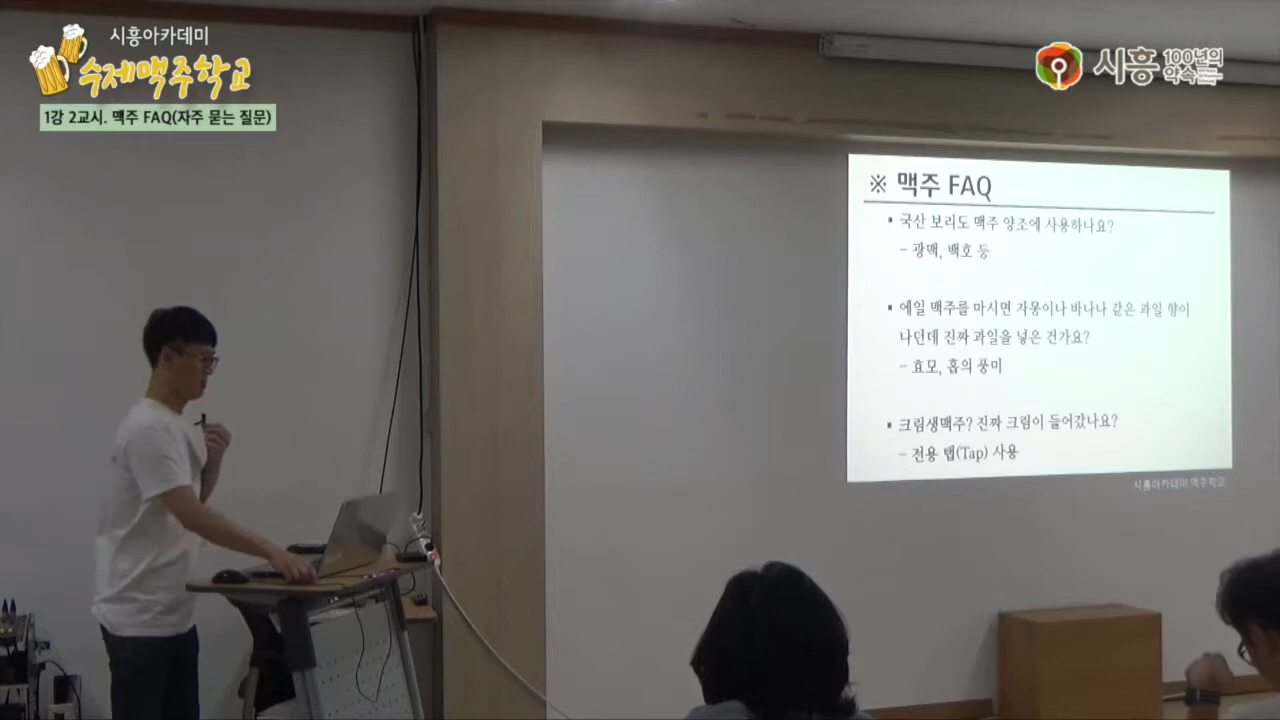 시흥아카데미
수제맥주학교
1강 2교시. 맥주 FAQ(자주 묻는 질문)
시흥 100년의 약속
※ 맥주 FAQ
▪ 국산 보리도 맥주 양조에 사용하나요?
– 광맥, 백호 등
▪ 에일 맥주를 마시면 자몽이나 바나나 같은 과일 향이
나던데 진짜 과일을 넣은 건가요?
– 효모, 홉의 풍미
▪ 크림생맥주? 진짜 크림이 들어갔나요?
– 전용 탭(Tap) 사용
시흥아카데미 맥주학교